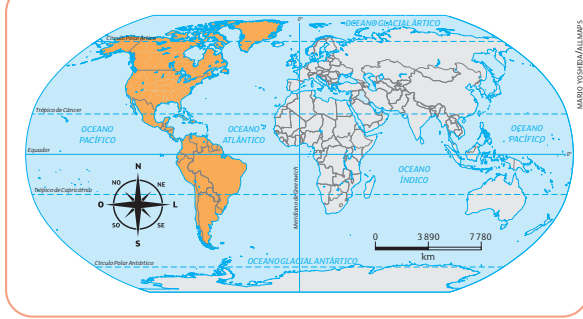 0°
OCEANO GLACIAL ÁRTICO
Círculo Polar Ártico
Trópico de Câncer
OCEANO
PACÍFICO
OCEANO
ATLÂNTICO
OCEANO
PACÍFICO
Equador
0°
OCEANO
ÍNDICO
Trópico de Capricórnio
Meridiano de Greenwich
N
NO
NE
O
L
SO
SE
S
0 3 890 7 780
km
Círculo Polar Antártico
OCEANO GLACIAL ANTÁRTICO
MARIO YOSHIDA/ALLMAPS